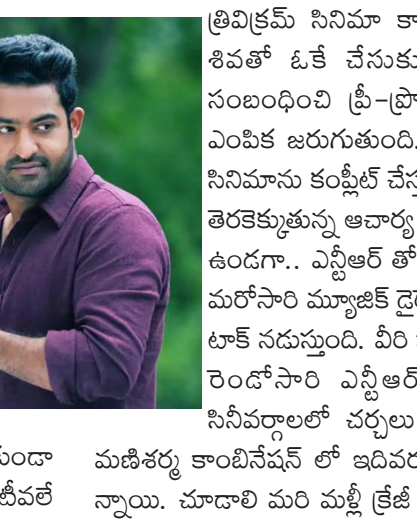 త్రివిక్రమ్ సినిమా కా
శివతో ఓకే చేసుకు
సంబంధించి ప్రీ-ప్రొ
ఎంపిక జరుగుతుంది.
సినిమాను కంప్లీట్ చేస్త
తెరకెక్కుతున్న ఆచార్య
ఉండగా.. ఎన్టీఆర్ తో
మరోసారి మ్యూజిక్ డైరె
టాక్ నడుస్తుంది. వీరి
రెండోసారి ఎన్టీఆర్
సినీవర్గాలలో చర్చలు
కుండా మణిశర్మ కాంబినేషన్ లో ఇదివర
టీవలే న్నాయి. చూడాలి మరి మళ్లీ క్రేజీ